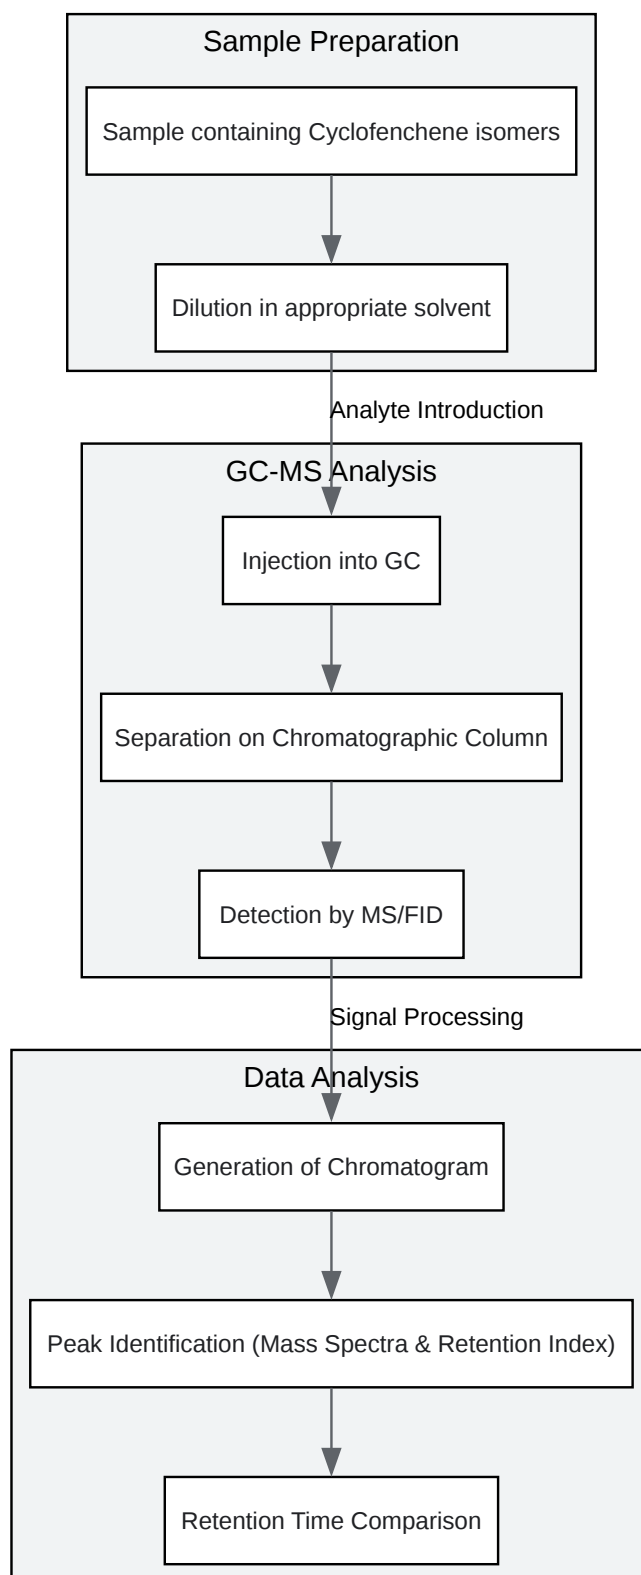 Sample Preparation
Sample containing Cyclofenchene isomers
Dilution in appropriate solvent
Analyte Introduction
GC-MS Analysis
Injection into GC
Separation on Chromatographic Column
Detection by MS/FID
Signal Processing
Data Analysis
Generation of Chromatogram
Peak Identification (Mass Spectra & Retention Index)
Retention Time Comparison